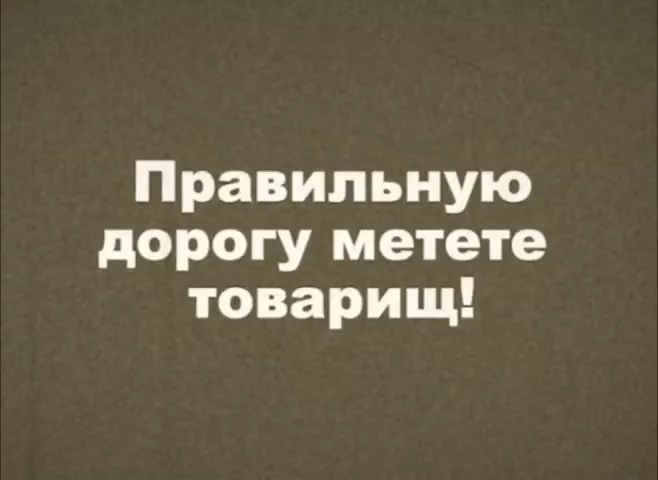 Правильную
дорогу метете
товарищ!